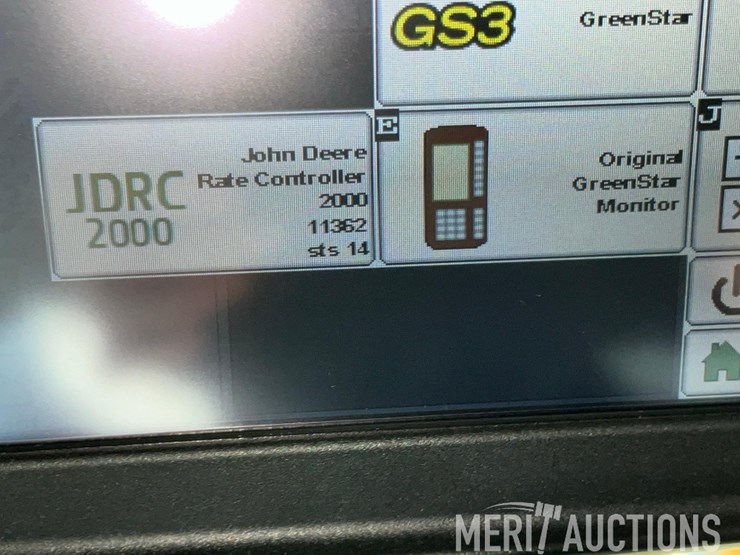 GS3
GreenStar
E
J
JDRC
2000
John Deere
Rate Controller
2000
11362
sts 14
Original
GreenStar
Monitor
MERIT AUCTIONS